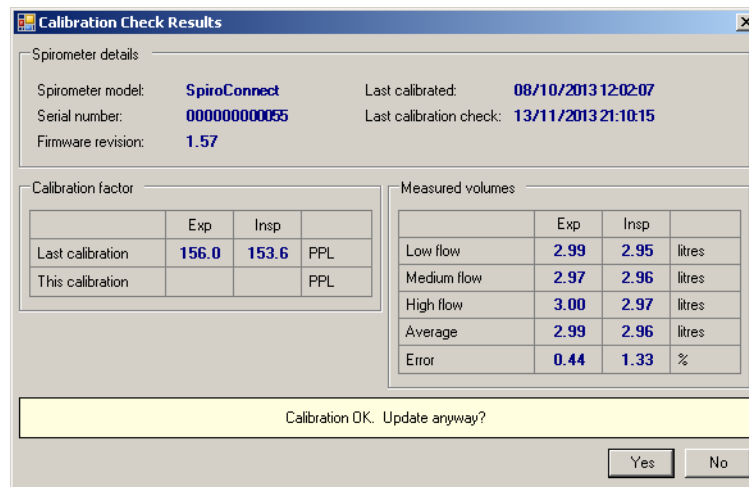 Calibration Check Results
Spirometer details
Spirometer model: SpiroConnect Last calibrated: 08/10/2013 12:02:07
Serial number: 000000000055 Last calibration check: 13/11/2013 21:10:15
Firmware revision: 1.57
Calibration factor
Exp Insp
Last calibration 156.0 153.6 PPL
This calibration PPL
Measured volumes
Exp Insp
Low flow 2.99 2.95 litres
Medium flow 2.97 2.96 litres
High flow 3.00 2.97 litres
Average 2.99 2.96 litres
Error 0.44 1.33 %
Calibration OK. Update anyway?
Yes No